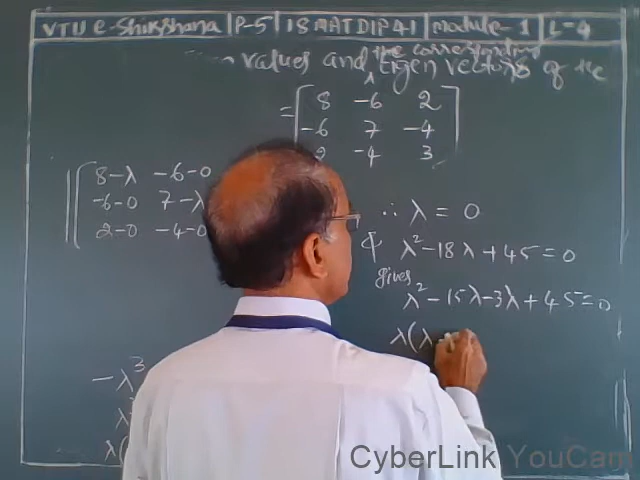 VTU e-Shikshana | P-5 | 18MATDIP41 | Module-1 | L-4
the corresponding
values and Eigen vectors of the
= [ 8 -6 2
-6 7 -4
2 -4 3 ]
8-λ -6-0
-6-0 7-λ
2-0 -4-0
∴ λ = 0
& λ² - 18λ + 45 = 0
gives
λ² - 15λ - 3λ + 45 = 0
λ(λ -
-λ³
λ(
CyberLink YouCam